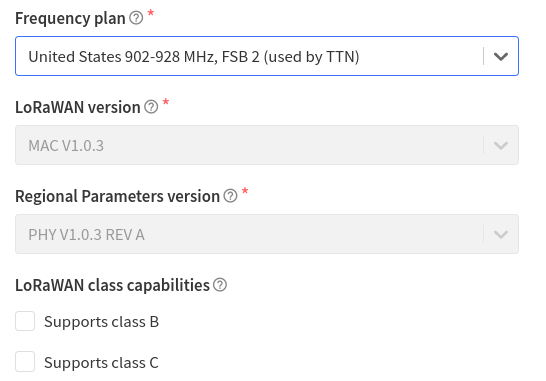 Frequency plan ? *
United States 902-928 MHz, FSB 2 (used by TTN)
LoRaWAN version ? *
MAC V1.0.3
Regional Parameters version ? *
PHY V1.0.3 REV A
LoRaWAN class capabilities ?
Supports class B
Supports class C